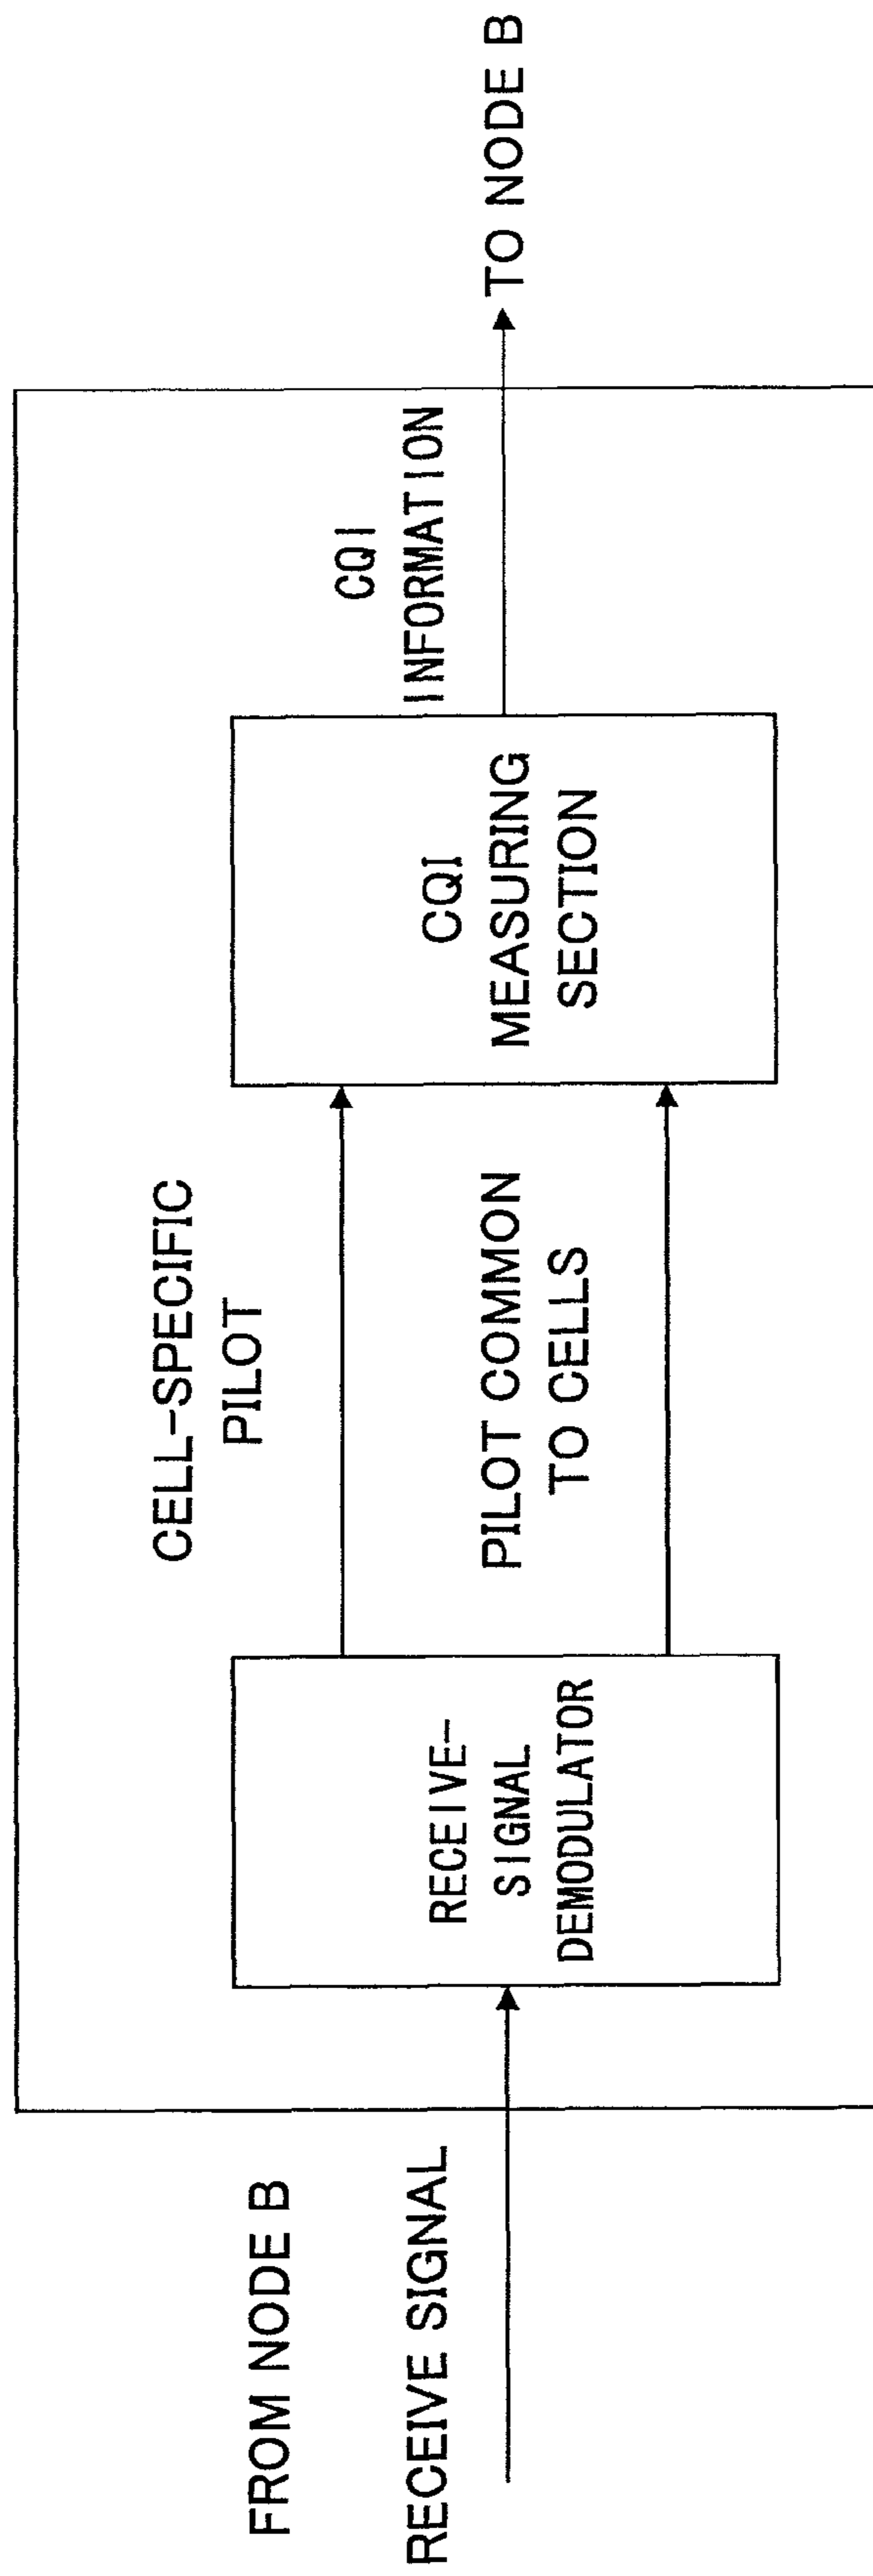 FROM NODE B
RECEIVE SIGNAL
RECEIVE-
SIGNAL
DEMODULATOR
CELL-SPECIFIC
PILOT
PILOT COMMON
TO CELLS
CQI
MEASURING
SECTION
CQI
INFORMATION
TO NODE B